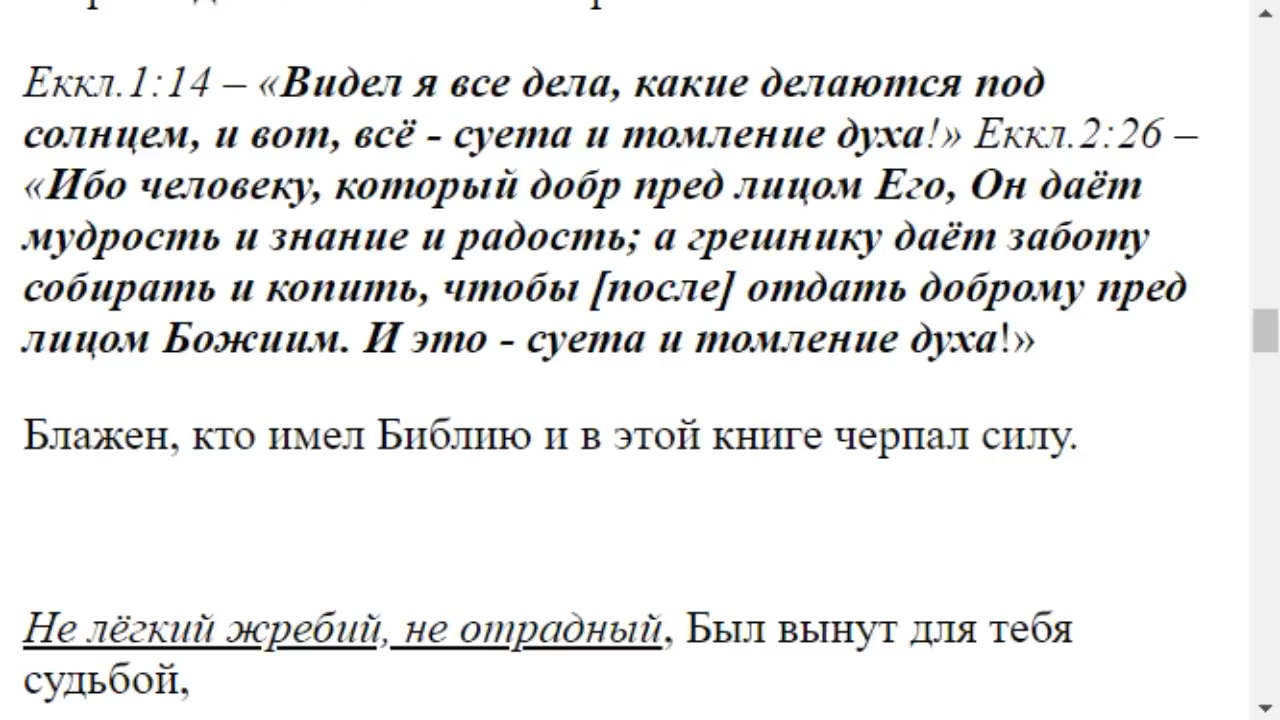 Еккл.1:14 – «Видел я все дела, какие делаются под
солнцем, и вот, всё - суета и томление духа!» Еккл.2:26 –
«Ибо человеку, который добр пред лицом Его, Он даёт
мудрость и знание и радость; а грешнику даёт заботу
собирать и копить, чтобы [после] отдать доброму пред
лицом Божиим. И это - суета и томление духа!»
Блажен, кто имел Библию и в этой книге черпал силу.
Не лёгкий жребий, не отрадный, Был вынут для тебя
судьбой,